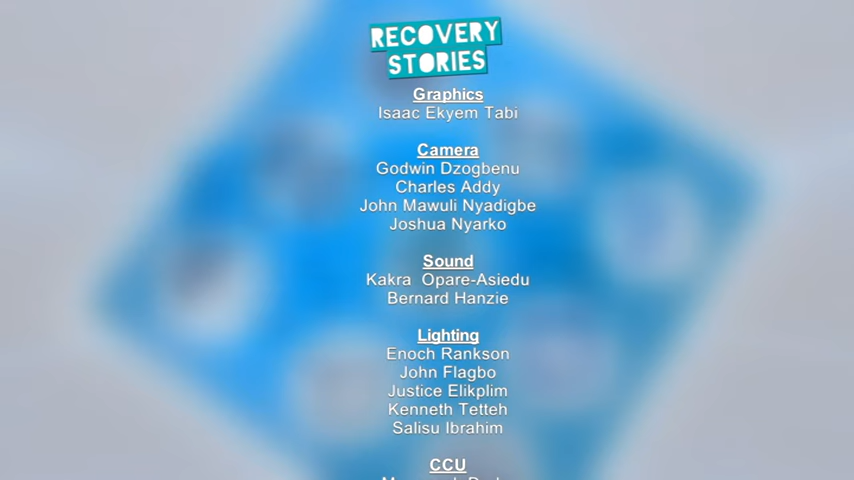 RECOVERY
STORIES
Graphics
Isaac Ekyem Tabi
Camera
Godwin Dzogbenu
Charles Addy
John Mawuli Nyadigbe
Joshua Nyarko
Sound
Kakra Opare-Asiedu
Bernard Hanzie
Lighting
Enoch Rankson
John Flagbo
Justice Elikplim
Kenneth Tetteh
Salisu Ibrahim
CCU